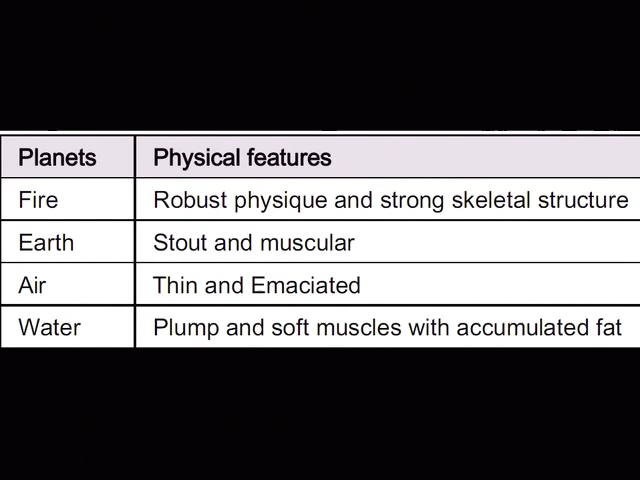 Planets Physical features
Fire Robust physique and strong skeletal structure
Earth Stout and muscular
Air Thin and Emaciated
Water Plump and soft muscles with accumulated fat